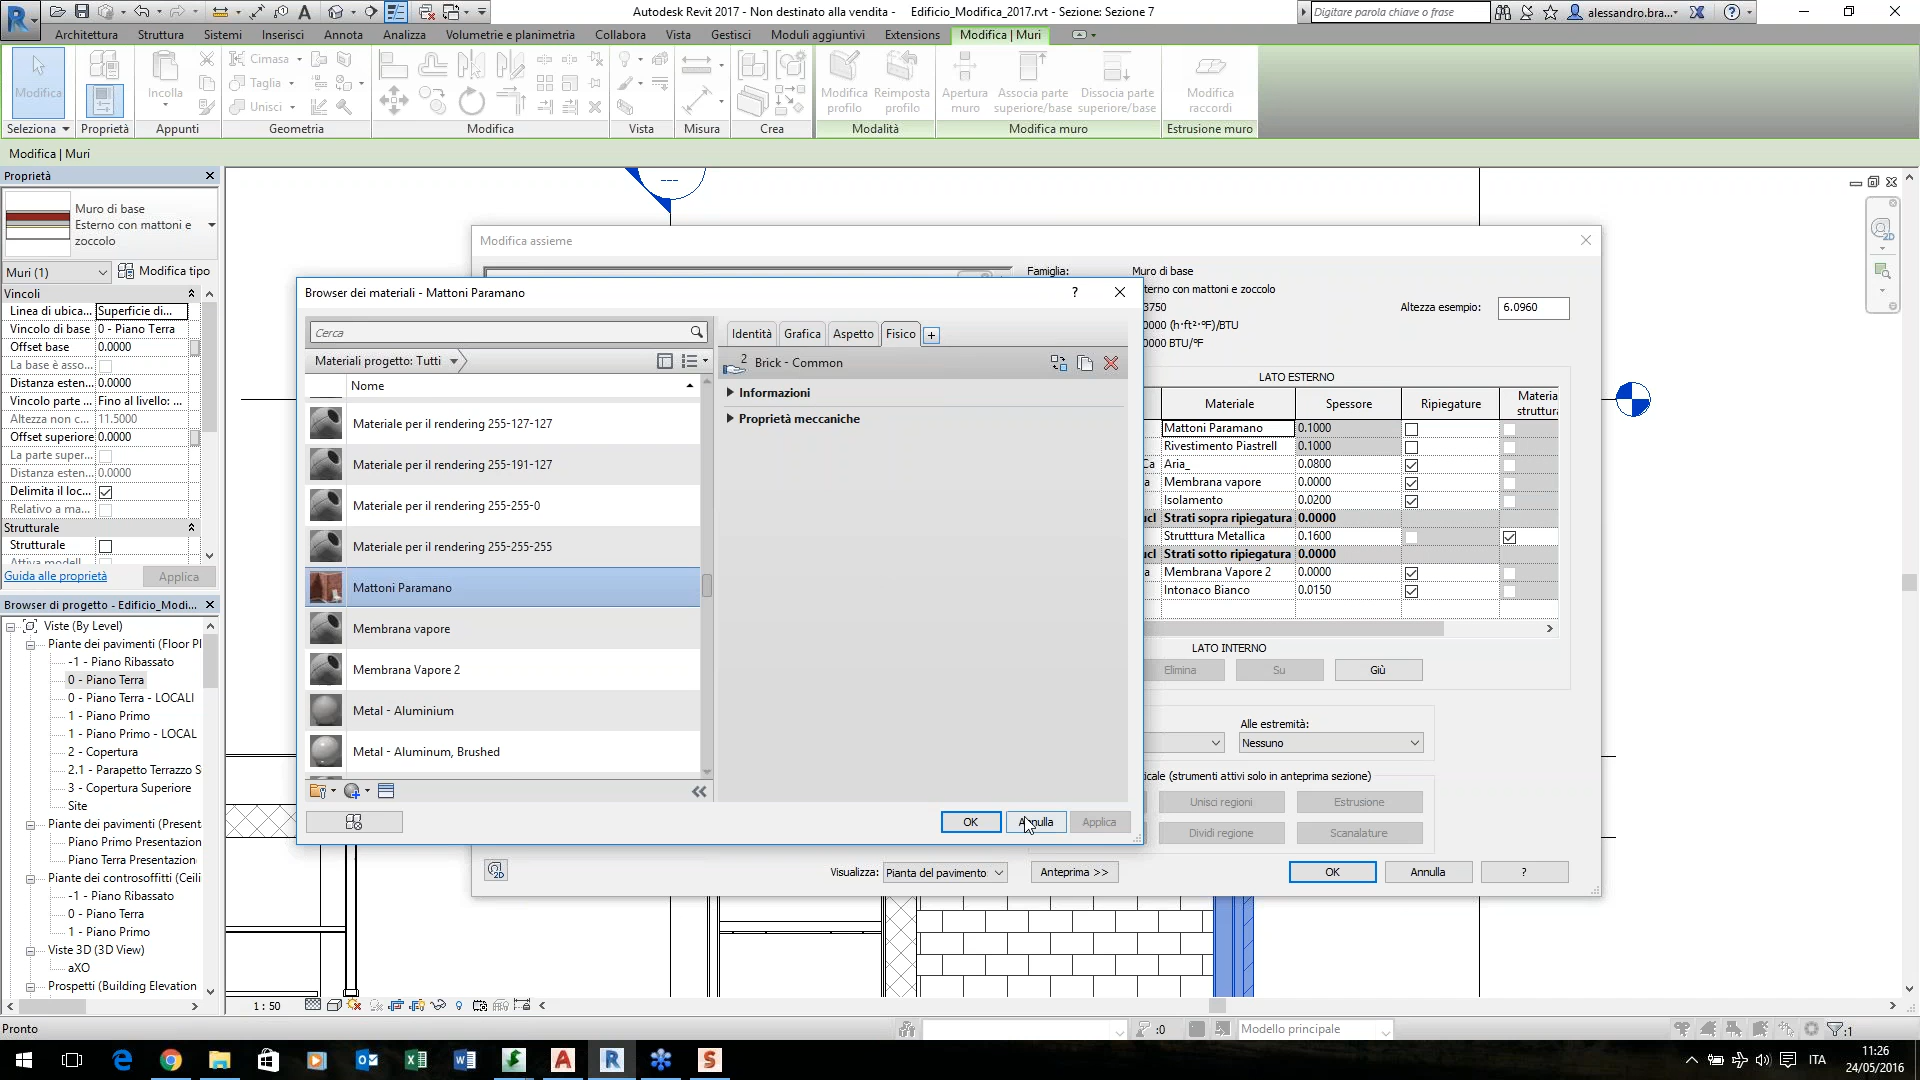 Autodesk Revit 2017 - Non destinato alla vendita - Edificio_Modifica_2017.rvt - Sezione: Sezione 7
Digitare parola chiave o frase
alessandro.bra...
Architettura Struttura Sistemi Inserisci Annota Analizza Volumetrie e planimetria Collabora Vista Gestisci Moduli aggiuntivi Extensions Modifica | Muri
Modifica
Incolla
Cimasa
Taglia
Unisci
Modifica profilo
Reimposta profilo
Apertura muro
Associa parte superiore/base
Dissocia parte superiore/base
Modifica raccordi
Seleziona Proprietà Appunti Geometria Modifica Vista Misura Crea Modalità Modifica muro Estrusione muro
Modifica | Muri
Proprietà
Muro di base
Esterno con mattoni e
zoccolo
Muri (1) Modifica tipo
Vincoli
Linea di ubica... Superficie di...
Vincolo di base 0 - Piano Terra
Offset base 0.0000
La base è asso...
Distanza esten... 0.0000
Vincolo parte ... Fino al livello: ...
Altezza non c... 11.5000
Offset superiore 0.0000
La parte super...
Distanza esten... 0.0000
Delimita il loc...
Relativo a ma...
Strutturale
Strutturale
Guida alle proprietà Applica
Browser di progetto - Edificio_Modi...
Viste (By Level)
Piante dei pavimenti (Floor Pl
-1 - Piano Ribassato
0 - Piano Terra
0 - Piano Terra - LOCALI
1 - Piano Primo
1 - Piano Primo - LOCAL
2 - Copertura
2.1 - Parapetto Terrazzo S
3 - Copertura Superiore
Site
Piante dei pavimenti (Present
Piano Primo Presentazion
Piano Terra Presentazion
Piante dei controsoffitti (Ceili
-1 - Piano Ribassato
0 - Piano Terra
1 - Piano Primo
Viste 3D (3D View)
aXO
Prospetti (Building Elevation
Modifica assieme
Famiglia: Muro di base
terno con mattoni e zoccolo
3750
0000 (h·ft²·°F)/BTU
0000 BTU/°F
Altezza esempio: 6.0960
LATO ESTERNO
Materiale Spessore Ripiegature Materia struttura
Mattoni Paramano 0.1000
Rivestimento Piastrell 0.1000
Ca Aria_ 0.0800
a Membrana vapore 0.0000
Isolamento 0.0200
ucl Strati sopra ripiegatura 0.0000
Strutttura Metallica 0.1600
ucl Strati sotto ripiegatura 0.0000
a Membrana Vapore 2 0.0000
Intonaco Bianco 0.0150
LATO INTERNO
Elimina Su Giù
Alle estremità:
Nessuno
icale (strumenti attivi solo in anteprima sezione)
Unisci regioni Estrusione
Dividi regione Scanalature
Visualizza: Pianta del pavimento: Anteprima >> OK Annulla ?
Browser dei materiali - Mattoni Paramano
?
Cerca
Materiali progetto: Tutti
Nome
Materiale per il rendering 255-127-127
Materiale per il rendering 255-191-127
Materiale per il rendering 255-255-0
Materiale per il rendering 255-255-255
Mattoni Paramano
Membrana vapore
Membrana Vapore 2
Metal - Aluminium
Metal - Aluminum, Brushed
Identità Grafica Aspetto Fisico +
2 Brick - Common
Informazioni
Proprietà meccaniche
OK Annulla Applica
1 : 50
Pronto
:0
Modello principale
:1
ITA
11:26
24/05/2016